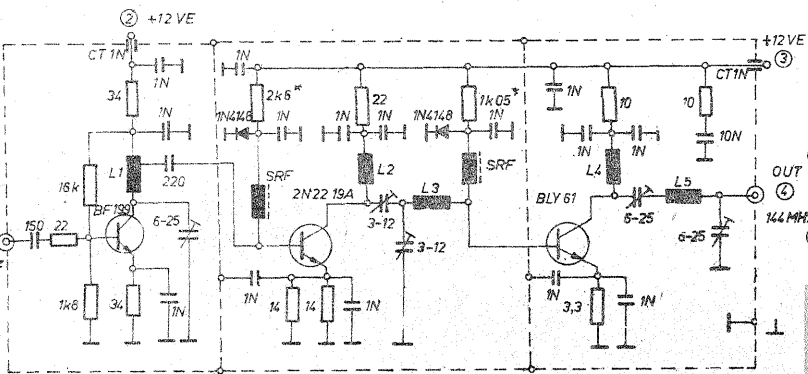 ② +12 VE
+12 VE
③
CT 1N
CT1N
1N
1N
34
2k6*
22
1k05*
1N
10
10
1N
1N4148
1N
1N
1N
1N4148
1N
1N
1N
10N
16k
L1
220
SRF
L2
L3
SRF
L4
L5
OUT
④
144MHz
BF199
6-25
2N22 19A
3-12
3-12
BLY 61
6-25
6-25
150
22
1k8
34
1N
1N
14
14
1N
1N
3,3
1N